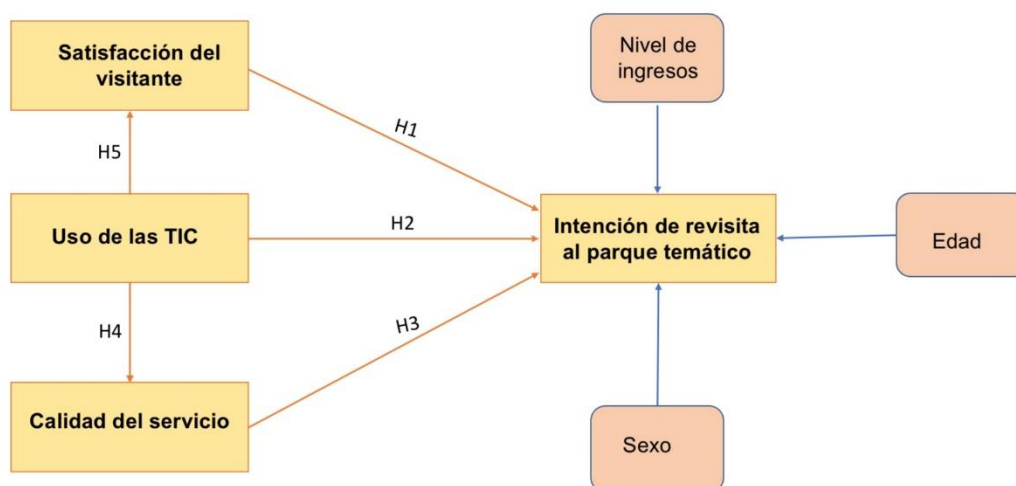 Satisfacción del
visitante
Nivel de
ingresos
H1
H5
Uso de las TIC
H2
Intención de revisita
al parque temático
Edad
H4
H3
Calidad del servicio
Sexo